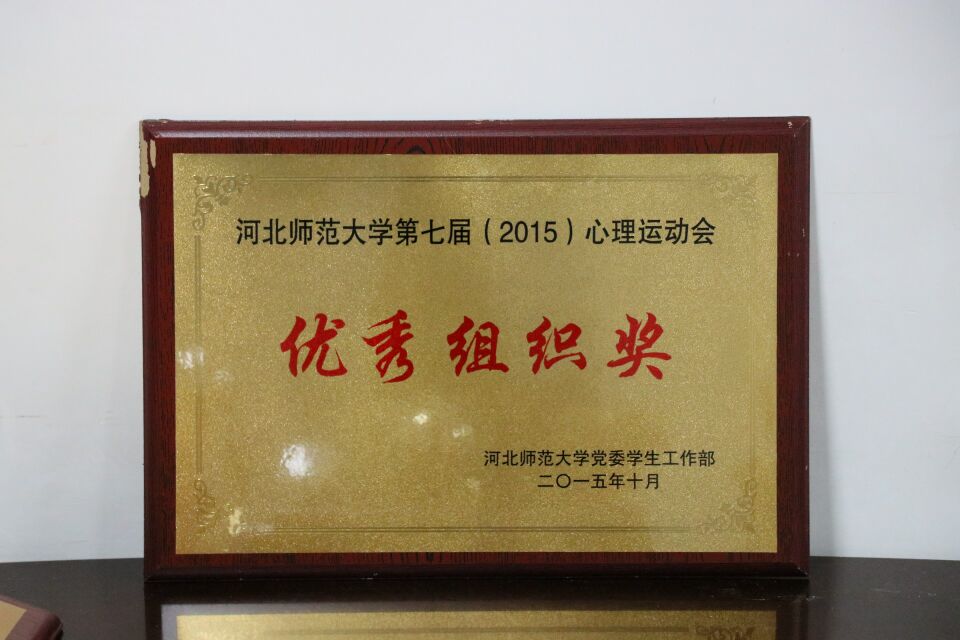 河北师范大学第七届（2015）心理运动会
优秀组织奖
河北师范大学党委学生工作部
二〇一五年十月